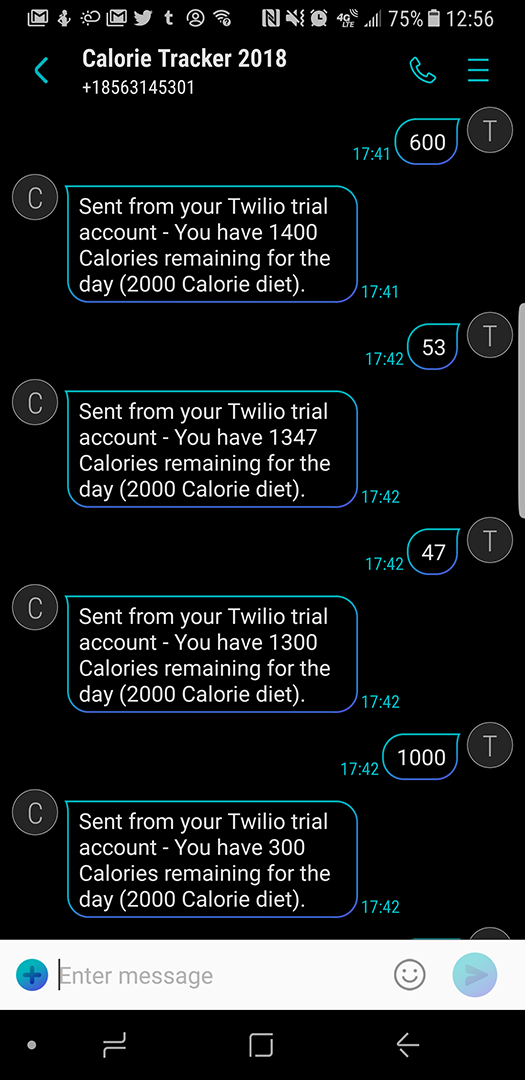 75% 12:56
Calorie Tracker 2018
+18563145301
600
17:41
T
C
Sent from your Twilio trial
account - You have 1400
Calories remaining for the
day (2000 Calorie diet).
17:41
53
17:42
T
C
Sent from your Twilio trial
account - You have 1347
Calories remaining for the
day (2000 Calorie diet).
17:42
47
17:42
T
C
Sent from your Twilio trial
account - You have 1300
Calories remaining for the
day (2000 Calorie diet).
17:42
1000
17:42
T
C
Sent from your Twilio trial
account - You have 300
Calories remaining for the
day (2000 Calorie diet).
17:42
Enter message